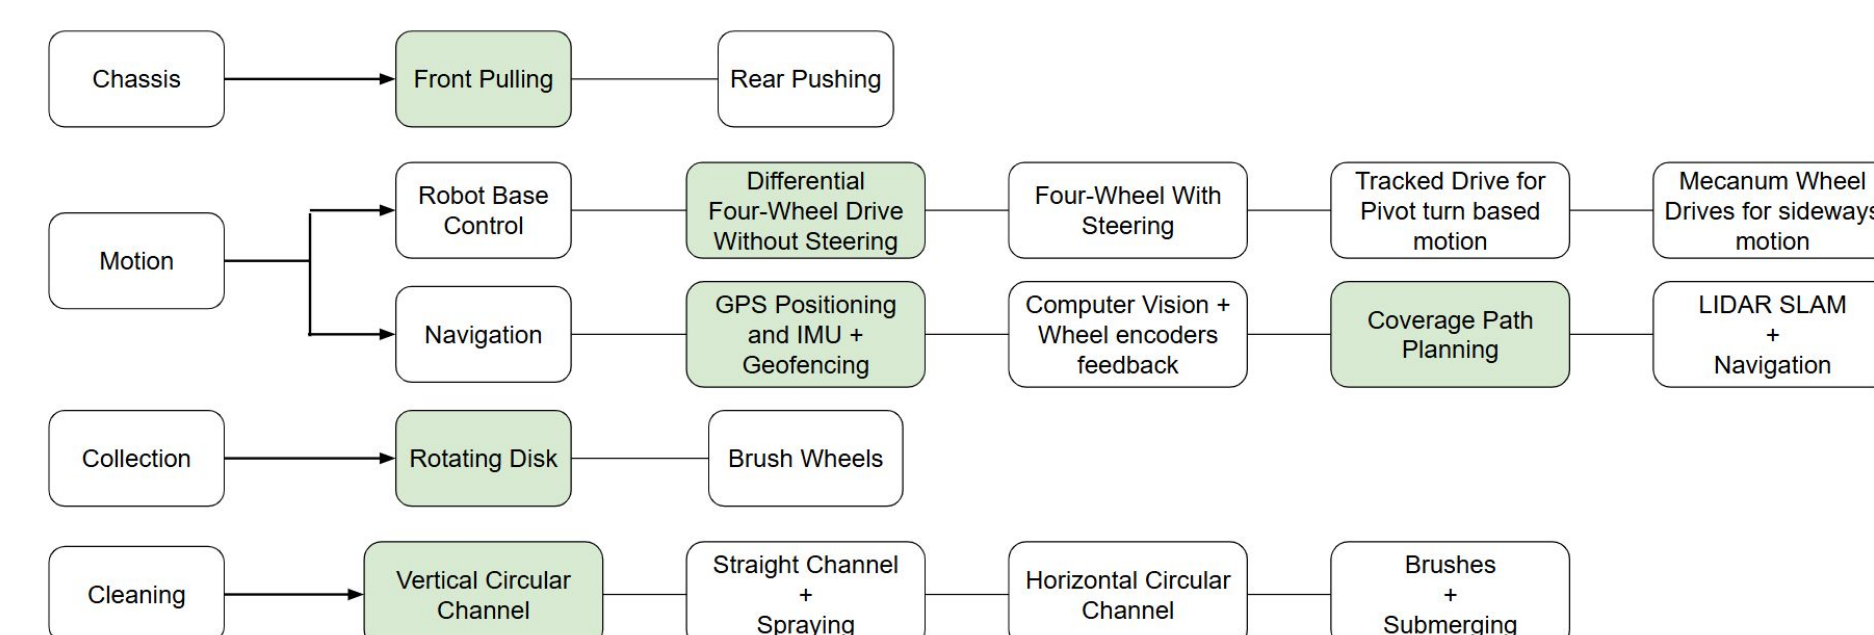 Chassis
Front Pulling
Rear Pushing
Motion
Robot Base
Control
Differential
Four-Wheel Drive
Without Steering
Four-Wheel With
Steering
Tracked Drive for
Pivot turn based
motion
Mecanum Wheel
Drives for sideways
motion
Navigation
GPS Positioning
and IMU +
Geofencing
Computer Vision +
Wheel encoders
feedback
Coverage Path
Planning
LIDAR SLAM
+
Navigation
Collection
Rotating Disk
Brush Wheels
Cleaning
Vertical Circular
Channel
Straight Channel
+
Spraying
Horizontal Circular
Channel
Brushes
+
Submerging